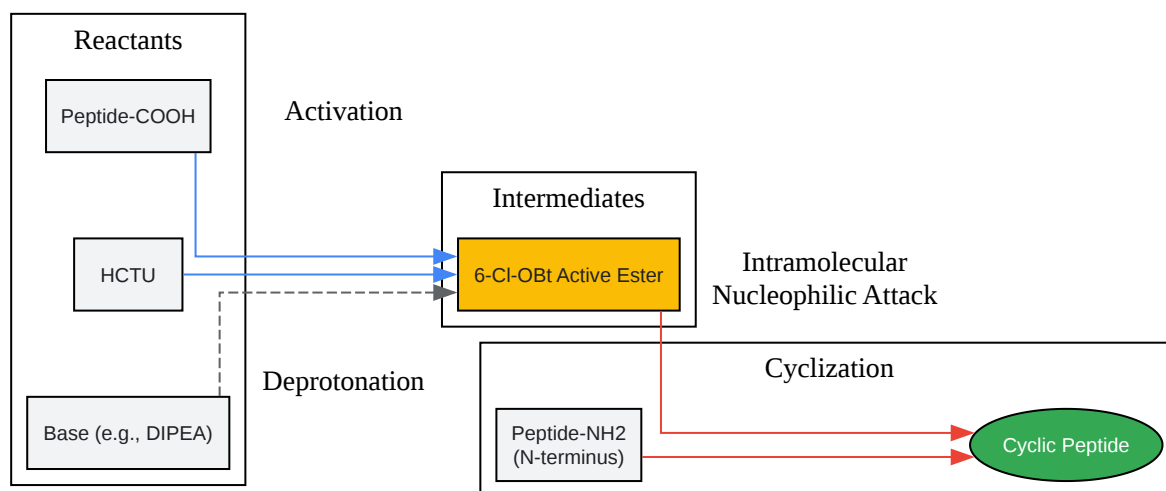 Reactants
Peptide-COOH
Activation
Intermediates
HCTU
6-Cl-OBt Active Ester
Intramolecular
Nucleophilic Attack
Deprotonation
Cyclization
Base (e.g., DIPEA)
Peptide-NH2
(N-terminus)
Cyclic Peptide